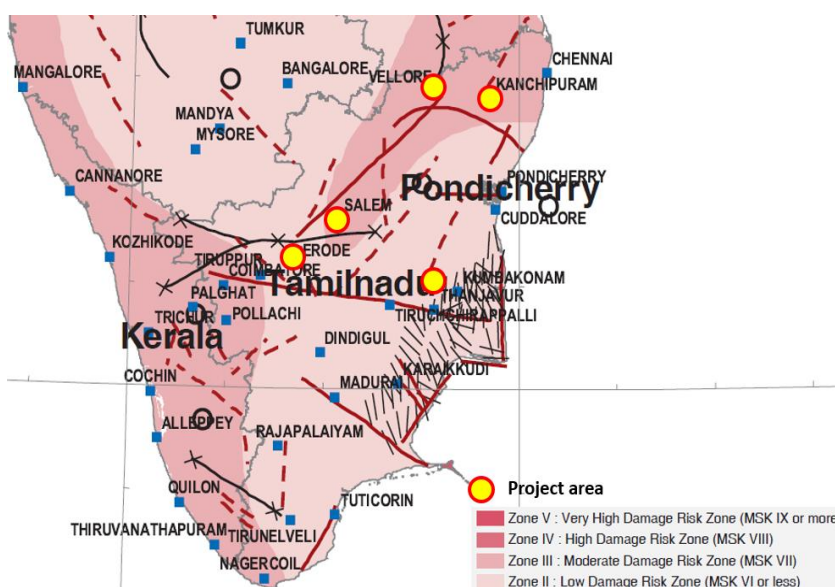 TUMKUR
CHENNAI
BANGALORE
VELLORE
KANCHIPURAM
MANGALORE
MANDYA
MYSORE
CANNANORE
PONDICHERRY
Pondicherry
SALEM
CUDDALORE
KOZHIKODE
ERODE
TIRUPPUR
COIMBATORE
Tamilnadu
KUMBAKONAM
PALGHAT
THANJAVUR
TIRUCHCHIRAPPALLI
TRICHUR
POLLACHI
Kerala
DINDIGUL
COCHIN
MADURAI
KARAIKKUDI
ALLEPPEY
RAJAPALAIYAM
QUILON
TUTICORIN
THIRUVANATHAPURAM
TIRUNELVELI
NAGERCOIL
Project area
Zone V : Very High Damage Risk Zone (MSK IX or more
Zone IV : High Damage Risk Zone (MSK VIII)
Zone III : Moderate Damage Risk Zone (MSK VII)
Zone II : Low Damage Risk Zone (MSK VI or less)